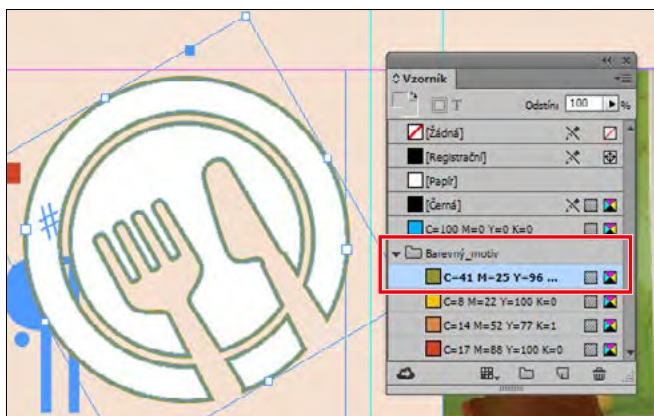 Vzorník
T
Odstín: 100 %
[Žádná]
[Registrační]
[Papír]
[Černá]
C=100 M=0 Y=0 K=0
Barevný_motiv
C=41 M=25 Y=96 ...
C=8 M=22 Y=100 K=0
C=14 M=52 Y=77 K=1
C=17 M=88 Y=100 K=0